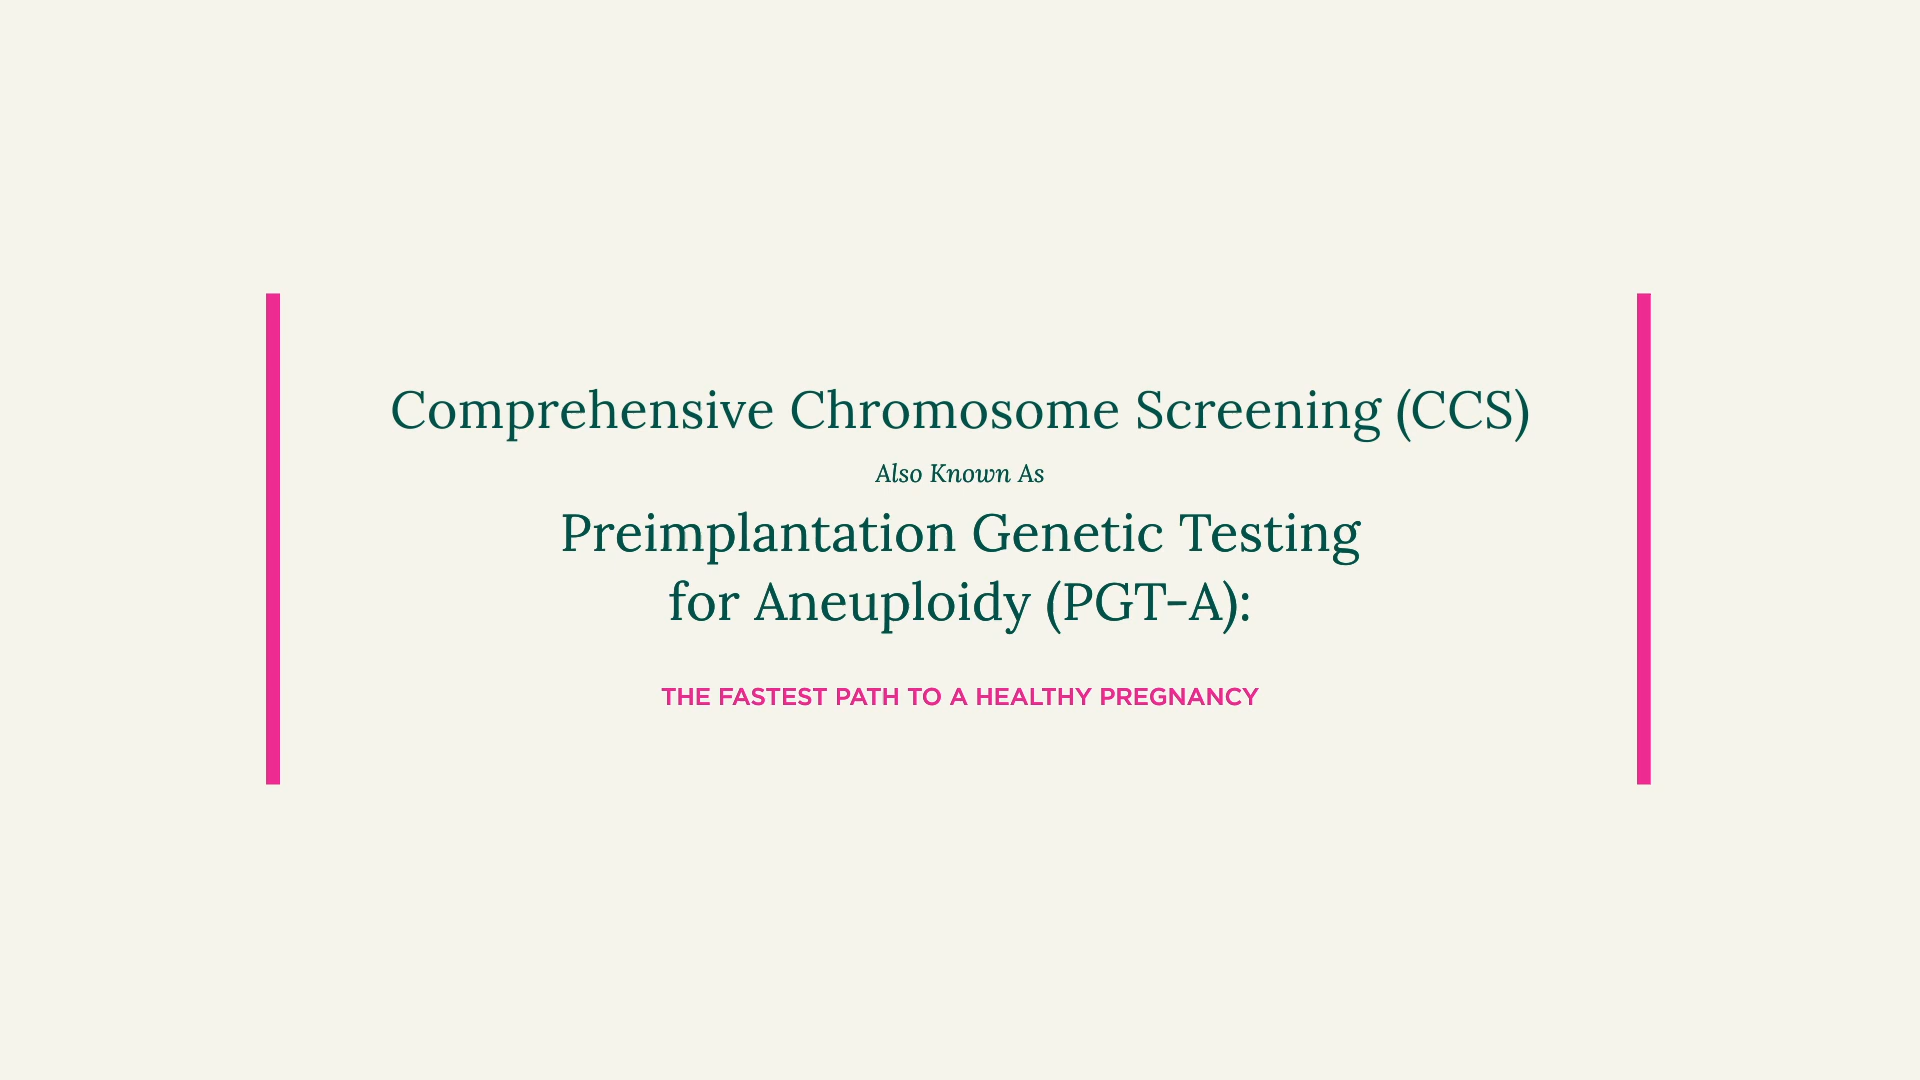 Comprehensive Chromosome Screening (CCS)
Also Known As
Preimplantation Genetic Testing
for Aneuploidy (PGT-A):
THE FASTEST PATH TO A HEALTHY PREGNANCY